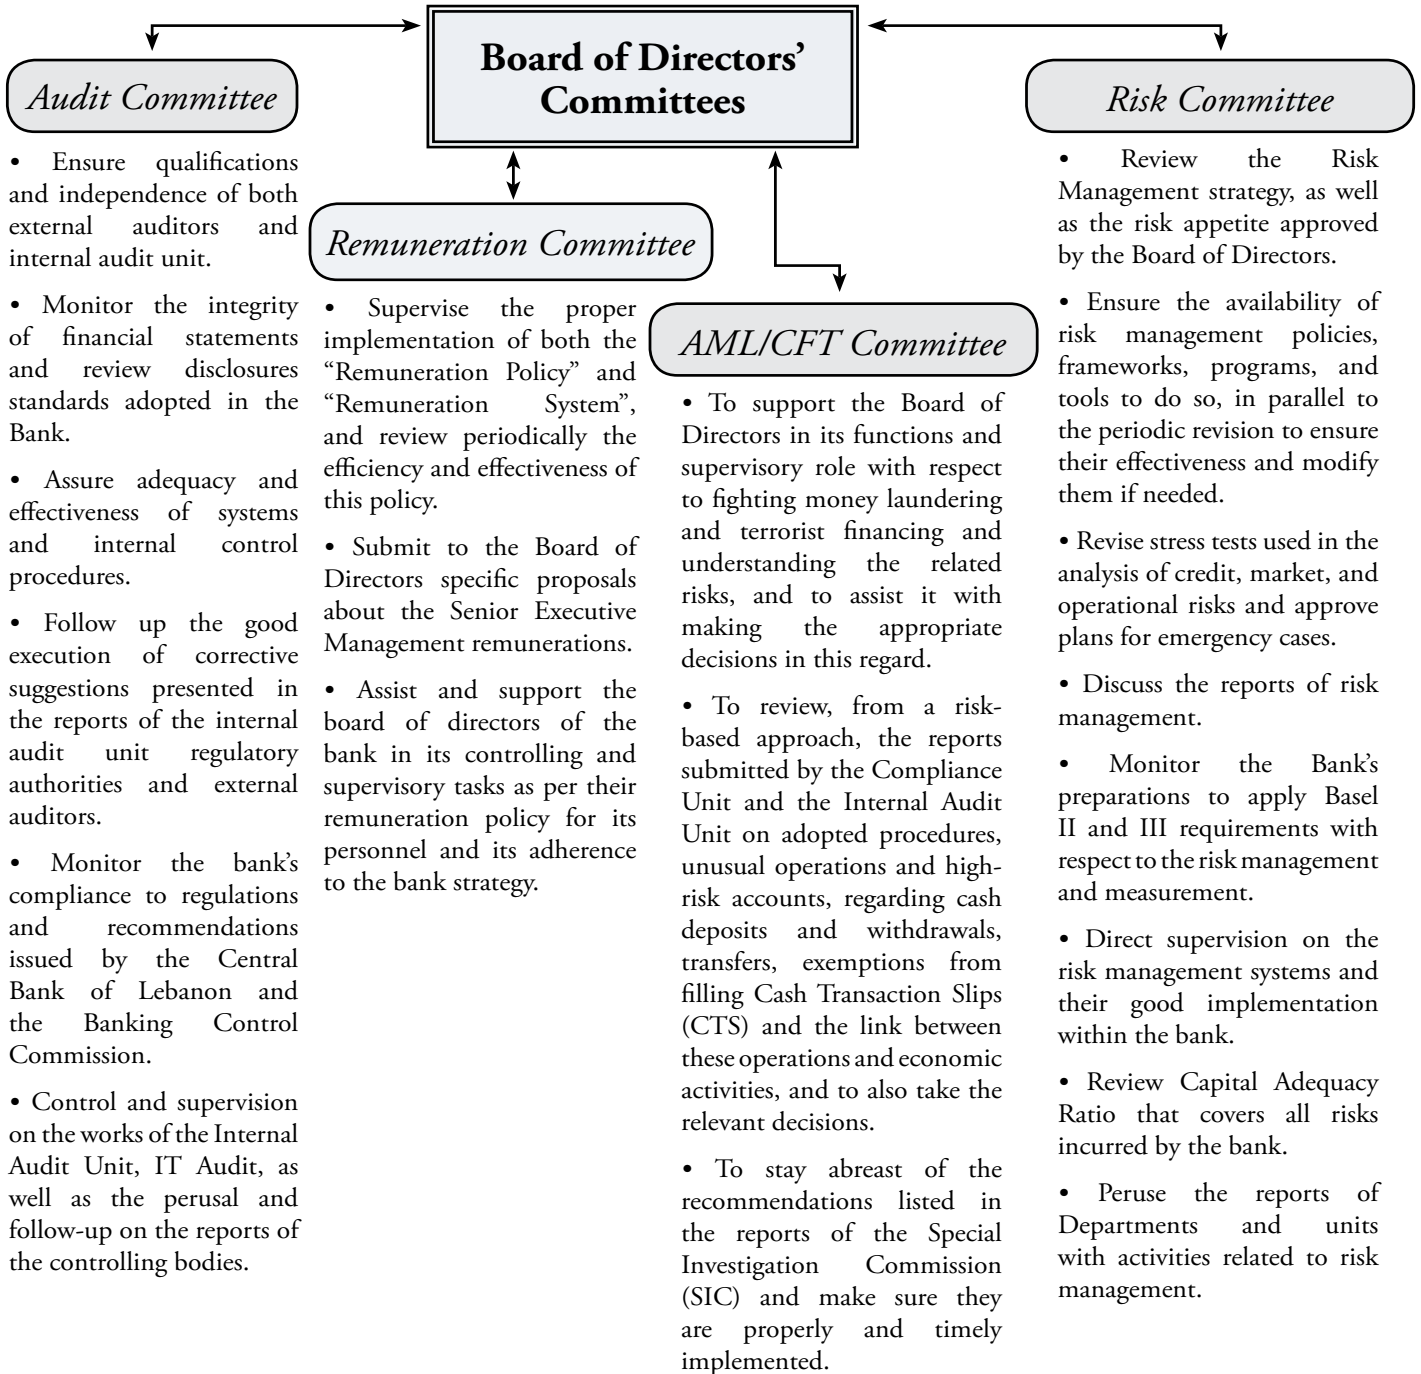 Board of Directors’
Committees
Audit Committee
• Ensure qualifications
and independence of both
external auditors and
internal audit unit.
• Monitor the integrity
of financial statements
and review disclosures
standards adopted in the
Bank.
• Assure adequacy and
effectiveness of systems
and internal control
procedures.
• Follow up the good
execution of corrective
suggestions presented in
the reports of the internal
audit unit regulatory
authorities and external
auditors.
• Monitor the bank’s
compliance to regulations
and recommendations
issued by the Central
Bank of Lebanon and
the Banking Control
Commission.
• Control and supervision
on the works of the Internal
Audit Unit, IT Audit, as
well as the perusal and
follow-up on the reports of
the controlling bodies.
Remuneration Committee
• Supervise the proper
implementation of both the
“Remuneration Policy” and
“Remuneration System”,
and review periodically the
efficiency and effectiveness of
this policy.
• Submit to the Board of
Directors specific proposals
about the Senior Executive
Management remunerations.
• Assist and support the
board of directors of the
bank in its controlling and
supervisory tasks as per their
remuneration policy for its
personnel and its adherence
to the bank strategy.
AML/CFT Committee
• To support the Board of
Directors in its functions and
supervisory role with respect
to fighting money laundering
and terrorist financing and
understanding the related
risks, and to assist it with
making the appropriate
decisions in this regard.
• To review, from a risk-
based approach, the reports
submitted by the Compliance
Unit and the Internal Audit
Unit on adopted procedures,
unusual operations and high-
risk accounts, regarding cash
deposits and withdrawals,
transfers, exemptions from
filling Cash Transaction Slips
(CTS) and the link between
these operations and economic
activities, and to also take the
relevant decisions.
• To stay abreast of the
recommendations listed in
the reports of the Special
Investigation Commission
(SIC) and make sure they
are properly and timely
implemented.
Risk Committee
• Review the Risk
Management strategy, as well
as the risk appetite approved
by the Board of Directors.
• Ensure the availability of
risk management policies,
frameworks, programs, and
tools to do so, in parallel to
the periodic revision to ensure
their effectiveness and modify
them if needed.
• Revise stress tests used in the
analysis of credit, market, and
operational risks and approve
plans for emergency cases.
• Discuss the reports of risk
management.
• Monitor the Bank’s
preparations to apply Basel
II and III requirements with
respect to the risk management
and measurement.
• Direct supervision on the
risk management systems and
their good implementation
within the bank.
• Review Capital Adequacy
Ratio that covers all risks
incurred by the bank.
• Peruse the reports of
Departments and units
with activities related to risk
management.